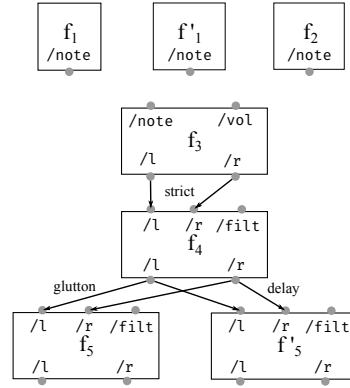 f1 f'1 f2
/note /note /note
/note /vol
f3
/l /r
strict
/l /r /filt
f4
/l /r
glutton delay
/l /r /filt /l /r /filt
f5 f'5
/l /r /l /r